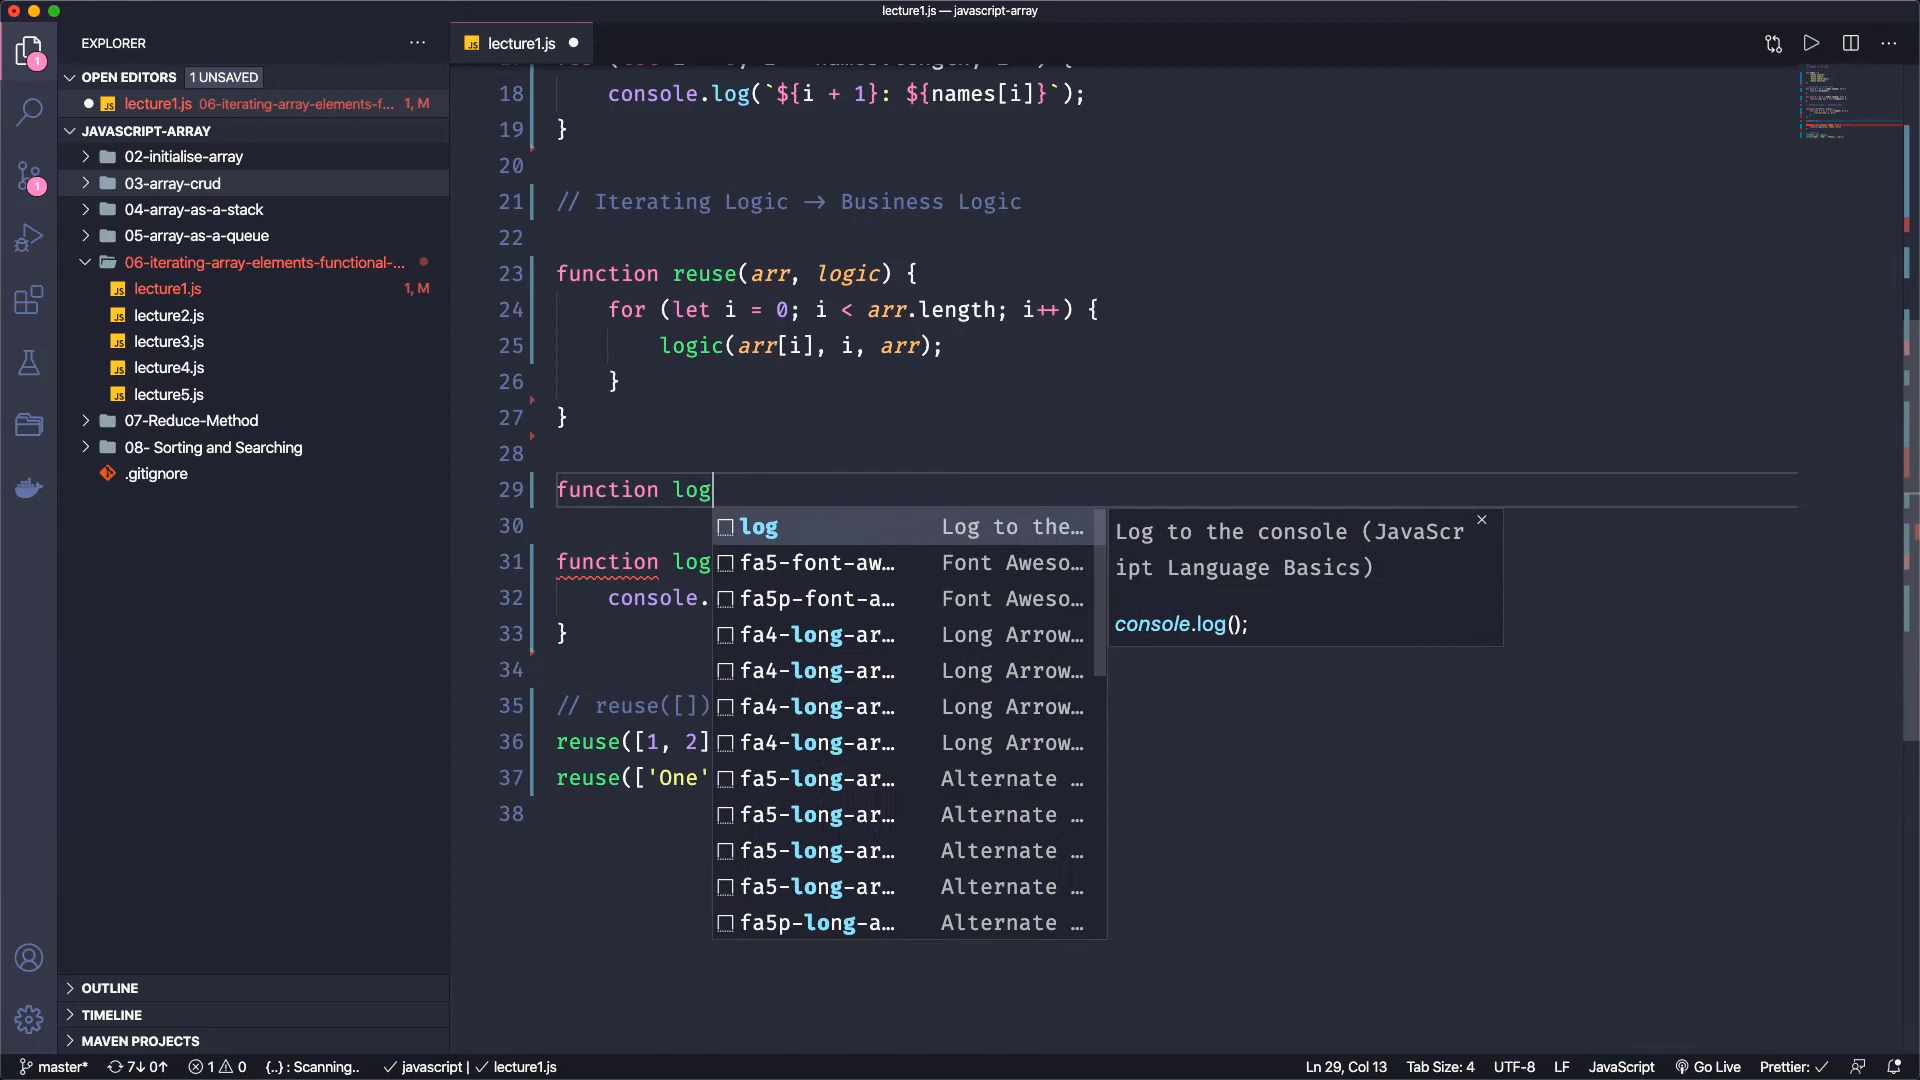 lecture1.js — javascript-array
EXPLORER
lecture1.js
OPEN EDITORS 1 UNSAVED
lecture1.js 06-iterating-array-elements-f... 1, M
JAVASCRIPT-ARRAY
02-initialise-array
03-array-crud
04-array-as-a-stack
05-array-as-a-queue
06-iterating-array-elements-functional-...
lecture1.js 1, M
lecture2.js
lecture3.js
lecture4.js
lecture5.js
07-Reduce-Method
08- Sorting and Searching
.gitignore
OUTLINE
TIMELINE
MAVEN PROJECTS
18 console.log(`${i + 1}: ${names[i]}`);
19 }
20
21 // Iterating Logic -> Business Logic
22
23 function reuse(arr, logic) {
24 for (let i = 0; i < arr.length; i++) {
25 logic(arr[i], i, arr);
26 }
27 }
28
29 function log
30
31 function log
32 console.
33 }
34
35 // reuse([])
36 reuse([1, 2]
37 reuse(['One'
38
log Log to the…
fa5-font-aw… Font Aweso…
fa5p-font-a… Font Aweso…
fa4-long-ar… Long Arrow…
fa4-long-ar… Long Arrow…
fa4-long-ar… Long Arrow…
fa4-long-ar… Long Arrow…
fa5-long-ar… Alternate …
fa5-long-ar… Alternate …
fa5-long-ar… Alternate …
fa5-long-ar… Alternate …
fa5p-long-a… Alternate …
Log to the console (JavaScr
ipt Language Basics)
console.log();
master* 7↓ 0↑ 1 0 {..} : Scanning.. ✓ javascript | ✓ lecture1.js Ln 29, Col 13 Tab Size: 4 UTF-8 LF JavaScript Go Live Prettier: ✓